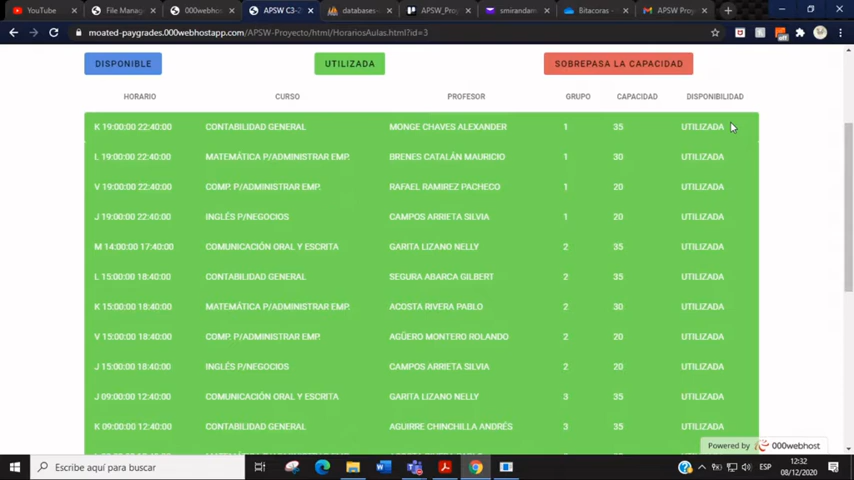 YouTube
File Manag
000webhos
APSW C3-2
databases-
APSW_Proy
smirandam
Bitacoras -
APSW Proy
moated-paygrades.000webhostapp.com/APSW-Proyecto/html/HorariosAulas.html?id=3
DISPONIBLE UTILIZADA SOBREPASA LA CAPACIDAD
HORARIO CURSO PROFESOR GRUPO CAPACIDAD DISPONIBILIDAD
K 19:00:00 22:40:00 CONTABILIDAD GENERAL MONGE CHAVES ALEXANDER 1 35 UTILIZADA
L 19:00:00 22:40:00 MATEMÁTICA P/ADMINISTRAR EMP. BRENES CATALÁN MAURICIO 1 30 UTILIZADA
V 19:00:00 22:40:00 COMP. P/ADMINISTRAR EMP. RAFAEL RAMIREZ PACHECO 1 20 UTILIZADA
J 19:00:00 22:40:00 INGLÉS P/NEGOCIOS CAMPOS ARRIETA SILVIA 1 20 UTILIZADA
M 14:00:00 17:40:00 COMUNICACIÓN ORAL Y ESCRITA GARITA LIZANO NELLY 2 35 UTILIZADA
L 15:00:00 18:40:00 CONTABILIDAD GENERAL SEGURA ABARCA GILBERT 2 35 UTILIZADA
K 15:00:00 18:40:00 MATEMÁTICA P/ADMINISTRAR EMP. ACOSTA RIVERA PABLO 2 30 UTILIZADA
V 15:00:00 18:40:00 COMP. P/ADMINISTRAR EMP. AGÜERO MONTERO ROLANDO 2 20 UTILIZADA
J 15:00:00 18:40:00 INGLÉS P/NEGOCIOS CAMPOS ARRIETA SILVIA 2 20 UTILIZADA
J 09:00:00 12:40:00 COMUNICACIÓN ORAL Y ESCRITA GARITA LIZANO NELLY 3 35 UTILIZADA
K 09:00:00 12:40:00 CONTABILIDAD GENERAL AGUIRRE CHINCHILLA ANDRÉS 3 35 UTILIZADA
Powered by 000webhost
Escribe aquí para buscar
ESP
12:32
08/12/2020